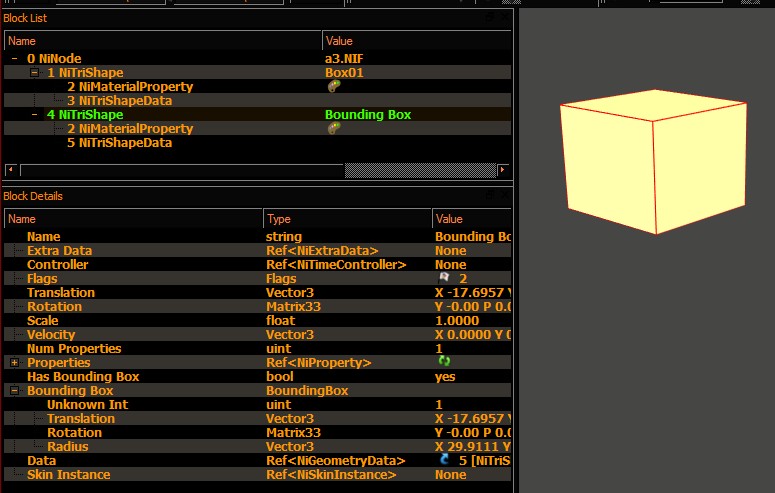 Block List
Name Value
0 NiNode a3.NIF
1 NiTriShape Box01
2 NiMaterialProperty
3 NiTriShapeData
4 NiTriShape Bounding Box
2 NiMaterialProperty
5 NiTriShapeData
Block Details
Name Type Value
Name string Bounding Bo
Extra Data Ref<NiExtraData> None
Controller Ref<NiTimeController> None
Flags Flags 2
Translation Vector3 X -17.6957 Y
Rotation Matrix33 Y -0.00 P 0.0
Scale float 1.0000
Velocity Vector3 X 0.0000 Y 0
Num Properties uint 1
Properties Ref<NiProperty>
Has Bounding Box bool yes
Bounding Box BoundingBox
Unknown Int uint 1
Translation Vector3 X -17.6957 Y
Rotation Matrix33 Y -0.00 P 0.0
Radius Vector3 X 29.9111 Y
Data Ref<NiGeometryData> 5 [NiTriS
Skin Instance Ref<NiSkinInstance> None